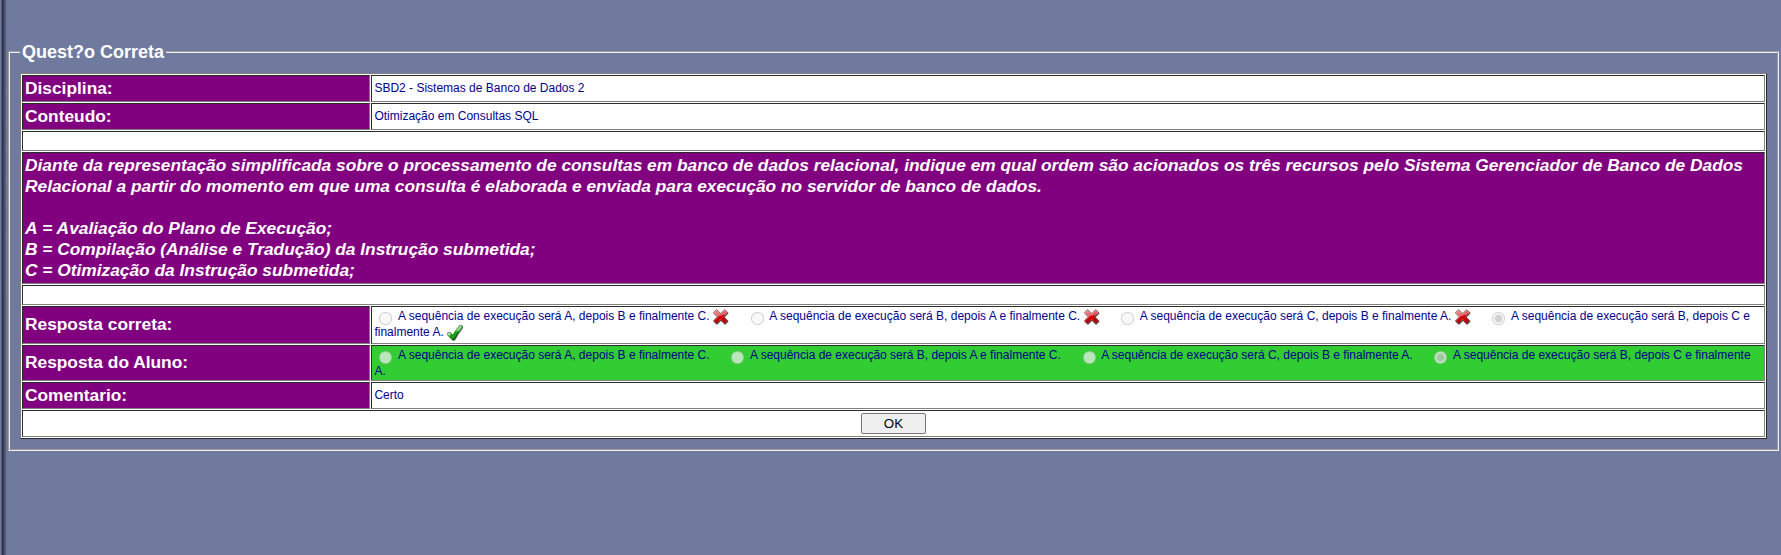 Quest?o Correta
Disciplina: SBD2 - Sistemas de Banco de Dados 2
Conteudo: Otimização em Consultas SQL
Diante da representação simplificada sobre o processamento de consultas em banco de dados relacional, indique em qual ordem são acionados os três recursos pelo Sistema Gerenciador de Banco de Dados
Relacional a partir do momento em que uma consulta é elaborada e enviada para execução no servidor de banco de dados.
A = Avaliação do Plano de Execução;
B = Compilação (Análise e Tradução) da Instrução submetida;
C = Otimização da Instrução submetida;
Resposta correta: A sequência de execução será A, depois B e finalmente C. A sequência de execução será B, depois A e finalmente C. A sequência de execução será C, depois B e finalmente A. A sequência de execução será B, depois C e
finalmente A.
Resposta do Aluno: A sequência de execução será A, depois B e finalmente C. A sequência de execução será B, depois A e finalmente C. A sequência de execução será C, depois B e finalmente A. A sequência de execução será B, depois C e finalmente
A.
Comentario: Certo
OK